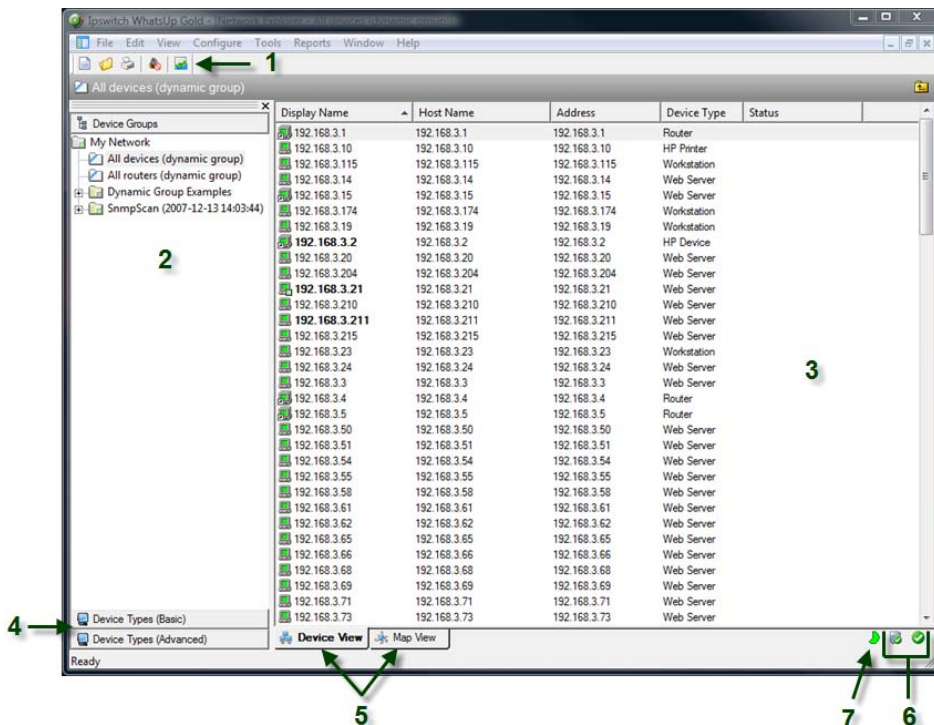 Ipswitch WhatsUp Gold - [Network Explorer - All devices (dynamic group)]
File Edit View Configure Tools Reports Window Help
1
All devices (dynamic group)
Device Groups
My Network
All devices (dynamic group)
All routers (dynamic group)
Dynamic Group Examples
SnmpScan (2007-12-13 14:03:44)
2
Display Name Host Name Address Device Type Status
192.168.3.1 192.168.3.1 192.168.3.1 Router
192.168.3.10 192.168.3.10 192.168.3.10 HP Printer
192.168.3.115 192.168.3.115 192.168.3.115 Workstation
192.168.3.14 192.168.3.14 192.168.3.14 Web Server
192.168.3.15 192.168.3.15 192.168.3.15 Web Server
192.168.3.174 192.168.3.174 192.168.3.174 Workstation
192.168.3.19 192.168.3.19 192.168.3.19 Workstation
192.168.3.2 192.168.3.2 192.168.3.2 HP Device
192.168.3.20 192.168.3.20 192.168.3.20 Web Server
192.168.3.204 192.168.3.204 192.168.3.204 Web Server
192.168.3.21 192.168.3.21 192.168.3.21 Web Server
192.168.3.210 192.168.3.210 192.168.3.210 Web Server
192.168.3.211 192.168.3.211 192.168.3.211 Web Server
192.168.3.215 192.168.3.215 192.168.3.215 Web Server
192.168.3.23 192.168.3.23 192.168.3.23 Workstation
192.168.3.24 192.168.3.24 192.168.3.24 Web Server
192.168.3.3 192.168.3.3 192.168.3.3 Web Server
192.168.3.4 192.168.3.4 192.168.3.4 Router
192.168.3.5 192.168.3.5 192.168.3.5 Router
192.168.3.50 192.168.3.50 192.168.3.50 Web Server
192.168.3.51 192.168.3.51 192.168.3.51 Web Server
192.168.3.54 192.168.3.54 192.168.3.54 Web Server
192.168.3.55 192.168.3.55 192.168.3.55 Web Server
192.168.3.58 192.168.3.58 192.168.3.58 Web Server
192.168.3.61 192.168.3.61 192.168.3.61 Web Server
192.168.3.62 192.168.3.62 192.168.3.62 Web Server
192.168.3.65 192.168.3.65 192.168.3.65 Web Server
192.168.3.66 192.168.3.66 192.168.3.66 Web Server
192.168.3.68 192.168.3.68 192.168.3.68 Web Server
192.168.3.69 192.168.3.69 192.168.3.69 Web Server
192.168.3.71 192.168.3.71 192.168.3.71 Web Server
192.168.3.73 192.168.3.73 192.168.3.73 Web Server
3
4
Device Types (Basic)
Device Types (Advanced)
Device View Map View
Ready
5
7
6